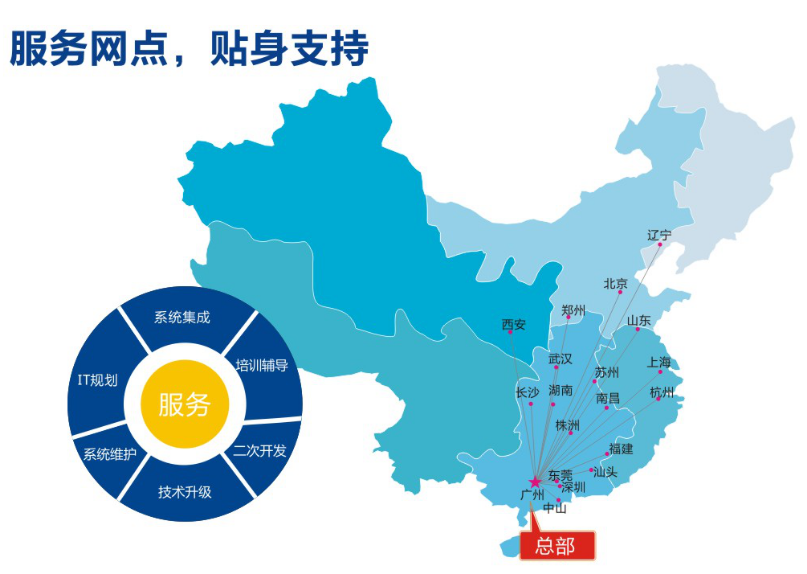 服务网点，贴身支持
辽宁
北京
郑州
山东
西安
武汉
上海
苏州
长沙
湖南
南昌
杭州
株洲
福建
东莞
汕头
深圳
广州
中山
总部
系统集成
IT规划
培训辅导
服务
系统维护
二次开发
技术升级